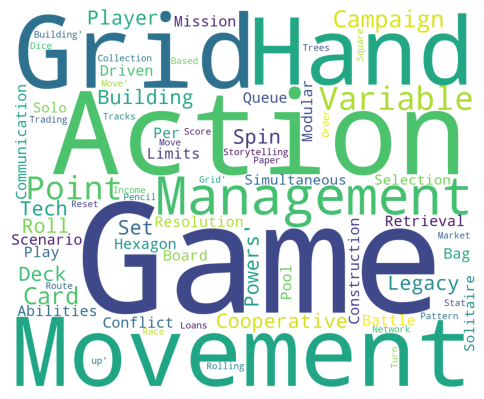 Building'
Dice
Trading
Grid
Player
Mission
Collection
Based
Driven
Move'
Building
Solo
Tracks
Hand
Trees
Square
Campaign
Communication
Action
Queue
Modular
Variable
Order
Per
Limits
Score
Move
Spin
Storytelling
Paper
Point
Income
Reset
Pencil
Grid'
Simultaneous
Selection
Management
Tech
Roll
Scenario
Play
Set
Resolution
Hexagon
Board
Game
Powers'
Pool
Construction
Retrieval
Market
Bag
Legacy
Stat
Solitaire
Deck
Card
Route
Abilities
Conflict
Race
Loans
Cooperative
Battle
Network
Pattern
Turn
up'
Rolling
Movement